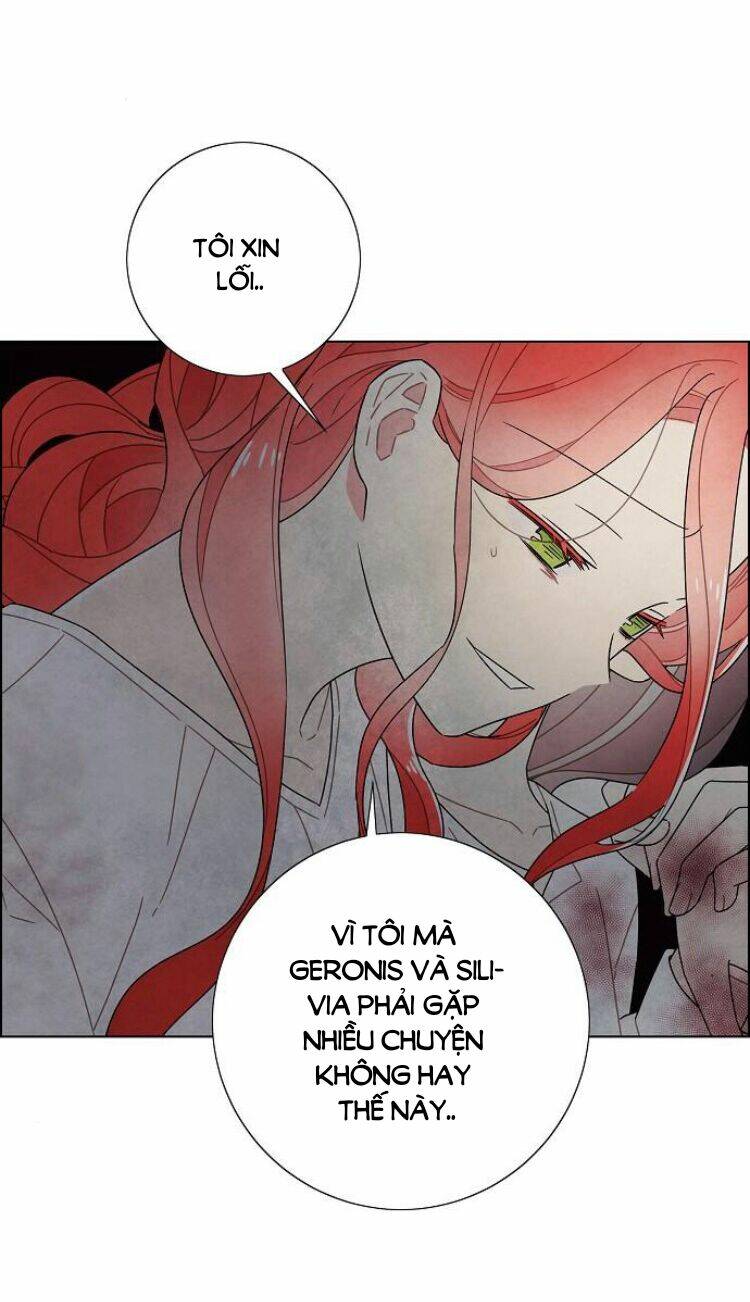 TÔI XIN
LỖI..
VÌ TÔI MÀ
GERONIS VÀ SILI-
VIA PHẢI GẶP
NHIỀU CHUYỆN
KHÔNG HAY
THẾ NÀY..